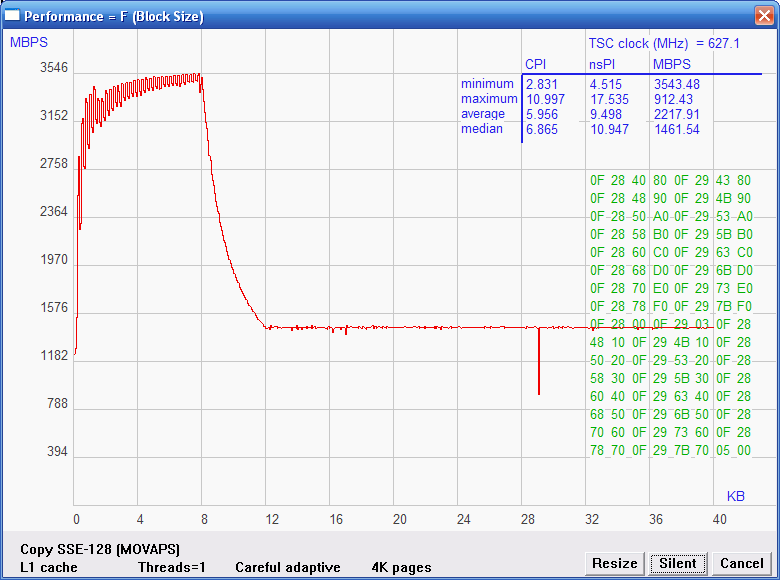 Performance = F (Block Size)
MBPS
TSC clock (MHz) = 627.1
CPI nsPI MBPS
minimum 2.831 4.515 3543.48
maximum 10.997 17.535 912.43
average 5.956 9.498 2217.91
median 6.865 10.947 1461.54
3546
3152
2758
2364
1970
1576
1182
788
394
0F 28 40 80 0F 29 43 80
0F 28 48 90 0F 29 4B 90
0F 28 50 A0 0F 29 53 A0
0F 28 58 B0 0F 29 5B B0
0F 28 60 C0 0F 29 63 C0
0F 28 68 D0 0F 29 6B D0
0F 28 70 E0 0F 29 73 E0
0F 28 78 F0 0F 29 7B F0
0F 28 00 0F 29 03 0F 28
48 10 0F 29 4B 10 0F 28
50 20 0F 29 53 20 0F 28
58 30 0F 29 5B 30 0F 28
60 40 0F 29 63 40 0F 28
68 50 0F 29 6B 50 0F 28
70 60 0F 29 73 60 0F 28
78 70 0F 29 7B 70 05 00
KB
0 4 8 12 16 20 24 28 32 36 40
Copy SSE-128 (MOVAPS)
L1 cache Threads=1 Careful adaptive 4K pages
Resize Silent Cancel